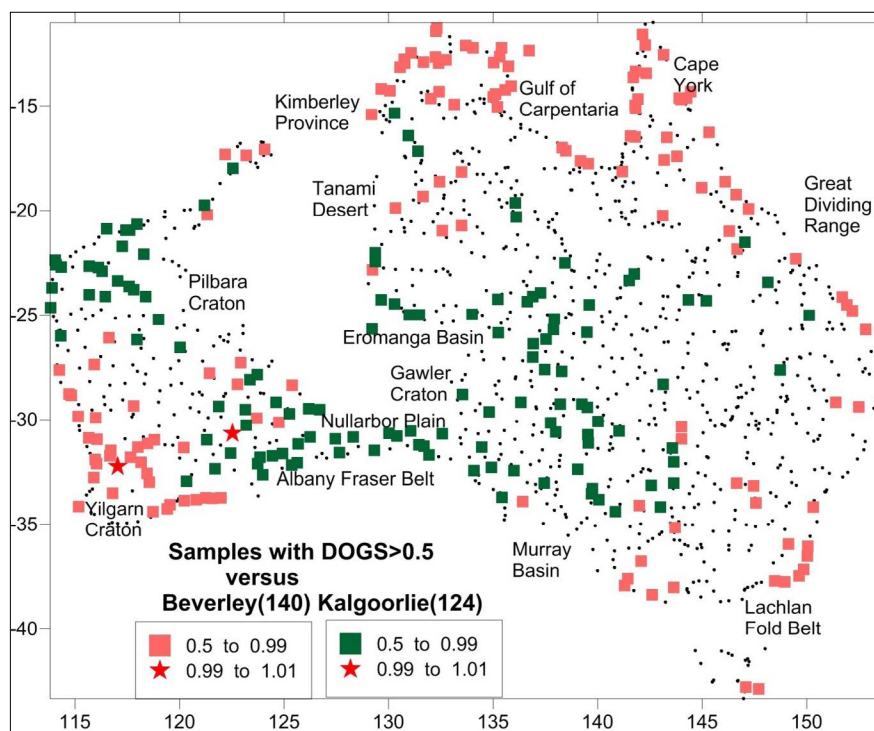 Cape
York
Kimberley
Province
Gulf of
Carpentaria
-15
Tanami
Desert
Great
Dividing
Range
-20
Pilbara
Craton
-25
Eromanga Basin
Gawler
Craton
Nullarbor Plain
-30
Albany Fraser Belt
Yilgarn
Craton
-35
Samples with DOGS>0.5
versus
Beverley(140) Kalgoorlie(124)
Murray
Basin
0.5 to 0.99
0.99 to 1.01
0.5 to 0.99
0.99 to 1.01
Lachlan
Fold Belt
-40
115 120 125 130 135 140 145 150